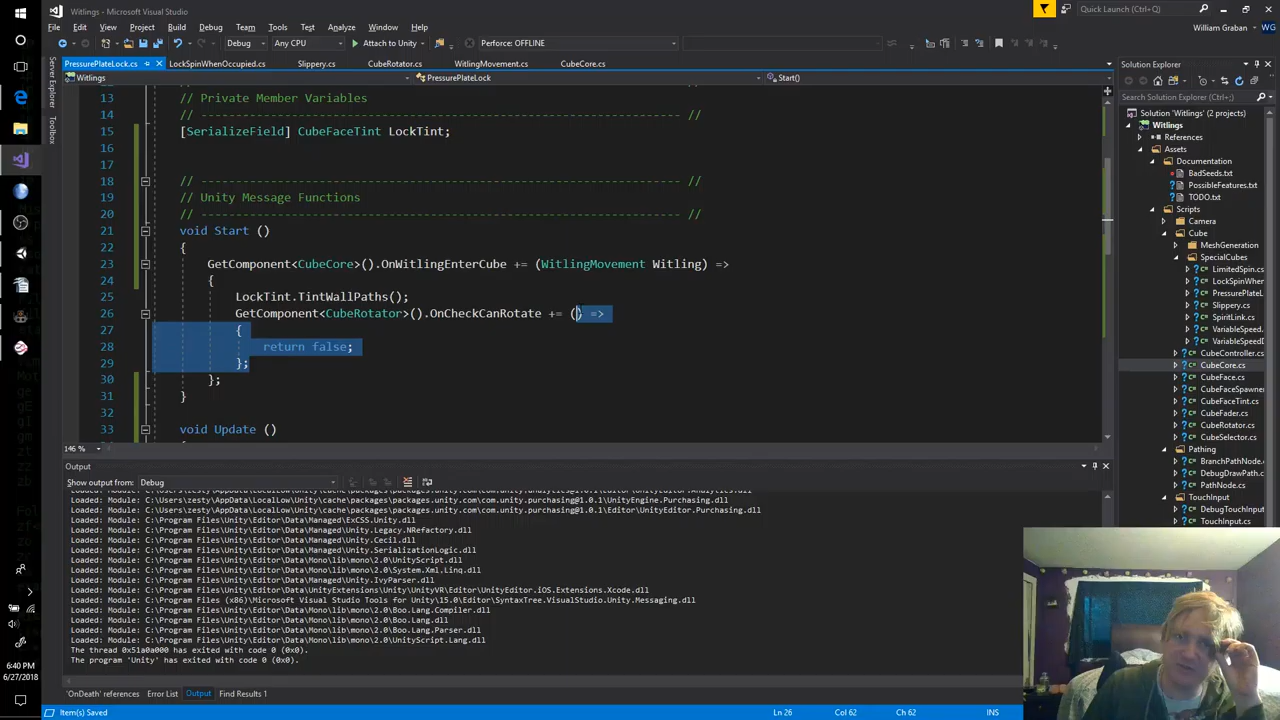 Witlings - Microsoft Visual Studio
Quick Launch (Ctrl+Q)
File Edit View Project Build Debug Team Tools Test Analyze Window Help
William Graban WG
Debug Any CPU Attach to Unity Perforce: OFFLINE
PressurePlateLock.cs LockSpinWhenOccupied.cs Slippery.cs CubeRotator.cs WitlingMovement.cs CubeCore.cs
Witlings PressurePlateLock Start()
Server Explorer
Toolbox
13 // Private Member Variables
14 // ----------------------------------------------------------------------- //
15 [SerializeField] CubeFaceTint LockTint;
16
17
18 // ----------------------------------------------------------------------- //
19 // Unity Message Functions
20 // ----------------------------------------------------------------------- //
21 void Start ()
22 {
23 GetComponent<CubeCore>().OnWitlingEnterCube += (WitlingMovement Witling) =>
24 {
25 LockTint.TintWallPaths();
26 GetComponent<CubeRotator>().OnCheckCanRotate += () =>
27 {
28 return false;
29 };
30 };
31 }
32
33 void Update ()
146 %
Output
Show output from: Debug
Loaded: Module: C:\Program Files\Unity\Editor\Data\Managed\ExCSS.Unity.dll
Loaded: Module: C:\Program Files\Unity\Editor\Data\Managed\Unity.Legacy.NRefactory.dll
Loaded: Module: C:\Program Files\Unity\Editor\Data\Managed\Unity.Cecil.dll
Loaded: Module: C:\Users\zesty\AppData\LocalLow\Unity\cache\packages\packages.unity.com\com.unity.purchasing@1.0.1\UnityEngine.Purchasing.dll
Loaded: Module: C:\Users\zesty\AppData\LocalLow\Unity\cache\packages\packages.unity.com\com.unity.purchasing@1.0.1\Editor\UnityEditor.Purchasing.dll
Loaded: Module: C:\Program Files\Unity\Editor\Data\Managed\Unity.SerializationLogic.dll
Loaded: Module: C:\Program Files\Unity\Editor\Data\Mono\lib\mono\2.0\UnityScript.dll
Loaded: Module: C:\Program Files\Unity\Editor\Data\Mono\lib\mono\2.0\System.Xml.Linq.dll
Loaded: Module: C:\Program Files\Unity\Editor\Data\Managed\Unity.IvyParser.dll
Loaded: Module: C:\Program Files\Unity\Editor\Data\UnityExtensions\Unity\UnityVR\Editor\UnityEditor.iOS.Extensions.Xcode.dll
Loaded: Module: C:\Program Files (x86)\Microsoft Visual Studio Tools for Unity\15.0\Editor\SyntaxTree.VisualStudio.Unity.Messaging.dll
Loaded: Module: C:\Program Files\Unity\Editor\Data\Mono\lib\mono\2.0\Boo.Lang.Compiler.dll
Loaded: Module: C:\Program Files\Unity\Editor\Data\Mono\lib\mono\2.0\Boo.Lang.dll
Loaded: Module: C:\Program Files\Unity\Editor\Data\Mono\lib\mono\2.0\Boo.Lang.Parser.dll
Loaded: Module: C:\Program Files\Unity\Editor\Data\Mono\lib\mono\2.0\UnityScript.Lang.dll
The thread 0x51a0a000 has exited with code 0 (0x0).
The program 'Unity' has exited with code 0 (0x0).
'OnDeath' references Error List Output Find Results 1
Item(s) Saved Ln 26 Col 62 Ch 62 INS
6:40 PM
6/27/2018
Solution Explorer
Search Solution Explorer (Ctrl+;)
Solution 'Witlings' (2 projects)
Witlings
References
Assets
Documentation
BadSeeds.txt
PossibleFeatures.txt
TODO.txt
Scripts
Camera
Cube
MeshGeneration
SpecialCubes
LimitedSpin.cs
LockSpinWhen
PressurePlateL
Slippery.cs
SpiritLink.cs
VariableSpeed.
VariableSpeedD
CubeController.cs
CubeCore.cs
CubeFace.cs
CubeFaceSpawne
CubeFaceTint.cs
CubeFader.cs
CubeRotator.cs
CubeSelector.cs
Pathing
BranchPathNode.
DebugDrawPath.c
PathNode.cs
TouchInput
DebugTouchInput
TouchInput.cs